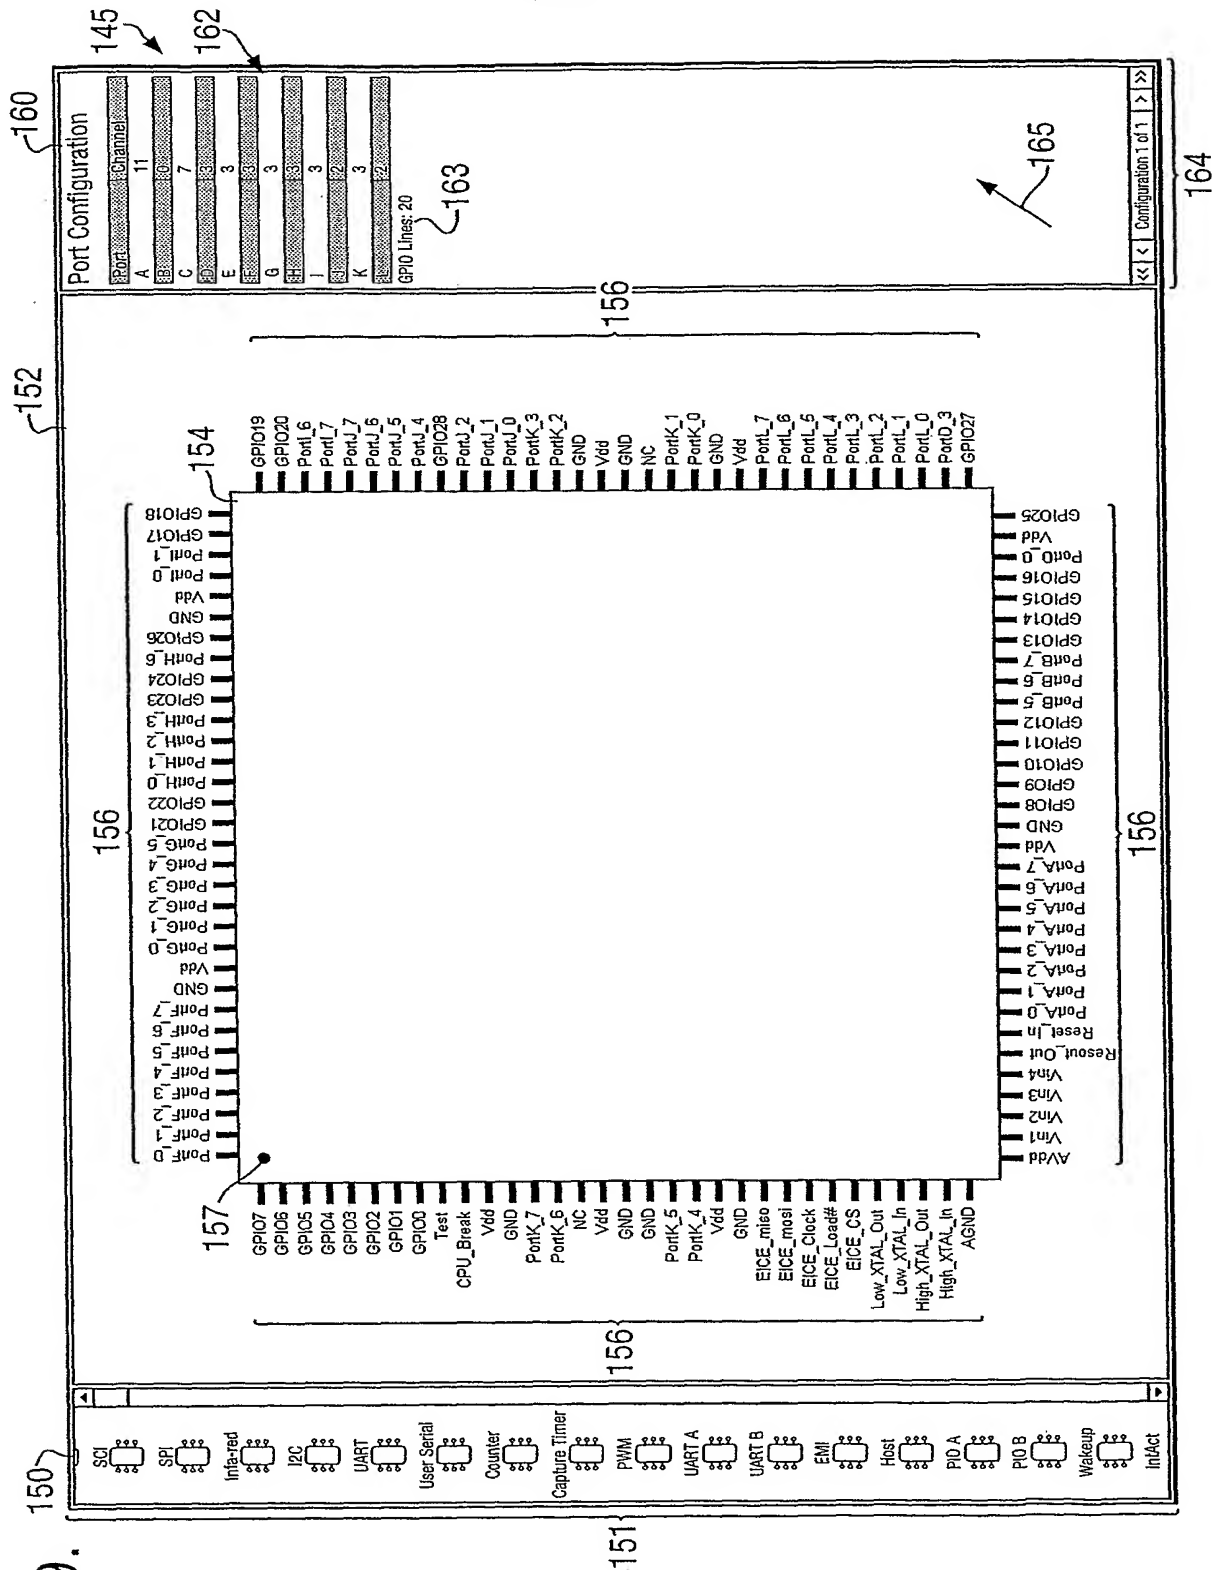 9.
145
150
151
152
154
156
156
156
156
157
160
162
163
164
165
SCI
SPI
Infa-red
I2C
UART
User Serial
Counter
Capture Timer
PWM
UART A
UART B
EMI
Host
PIO A
PIO B
Wakeup
IntAct
PortF_0
PortF_1
PortF_2
PortF_3
PortF_4
PortF_5
PortF_6
PortF_7
GND
Vdd
PortG_0
PortG_1
PortG_2
PortG_3
PortG_4
PortG_5
GPIO21
GPIO22
PortH_0
PortH_1
PortH_2
PortH_3
GPIO23
GPIO24
PortH_6
GPIO26
GND
Vdd
PortI_0
PortI_1
GPIO17
GPIO18
GPIO7
GPIO6
GPIO5
GPIO4
GPIO3
GPIO2
GPIO1
GPIO0
Test
CPU_Break
Vdd
GND
PortK_7
PortK_6
NC
Vdd
GND
GND
PortK_5
PortK_4
Vdd
GND
EICE_miso
EICE_mosi
EICE_Clock
EICE_Load#
EICE_CS
Low_XTAL_Out
Low_XTAL_In
High_XTAL_Out
High_XTAL_In
AGND
GPIO19
GPIO20
PortI_6
PortI_7
PortJ_7
PortJ_6
PortJ_5
PortJ_4
GPIO28
PortJ_2
PortJ_1
PortJ_0
PortK_3
PortK_2
GND
Vdd
GND
NC
PortK_1
PortK_0
GND
Vdd
PortL_7
PortL_6
PortL_5
PortL_4
PortL_3
PortL_2
PortL_1
PortL_0
PortD_3
GPIO27
AVdd
Vin1
Vin2
Vin3
Vin4
Resout_Out
Reset_In
PortA_0
PortA_1
PortA_2
PortA_3
PortA_4
PortA_5
PortA_6
PortA_7
Vdd
GND
GPIO8
GPIO9
GPIO10
GPIO11
GPIO12
PortB_5
PortB_6
PortB_7
GPIO13
GPIO14
GPIO15
GPIO16
PortD_0
Vdd
GPIO25
Port Configuration
Port Channel
A 11
B 0
C 7
D 3
E 3
F 3
G 3
H 3
I 3
J 2
K 3
L 2
GPIO Lines: 20
<< < Configuration 1 of 1 > >>